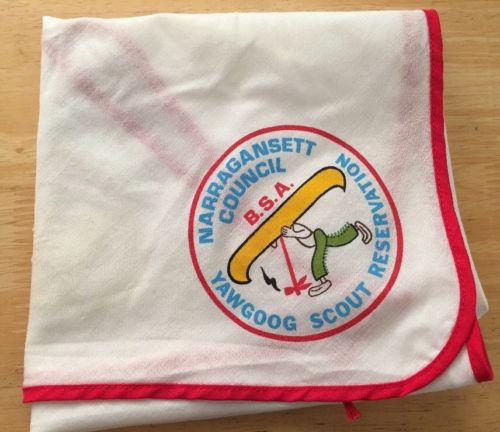 NARRAGANSETT
COUNCIL
B.S.A.
YAWGOOG SCOUT RESERVATION